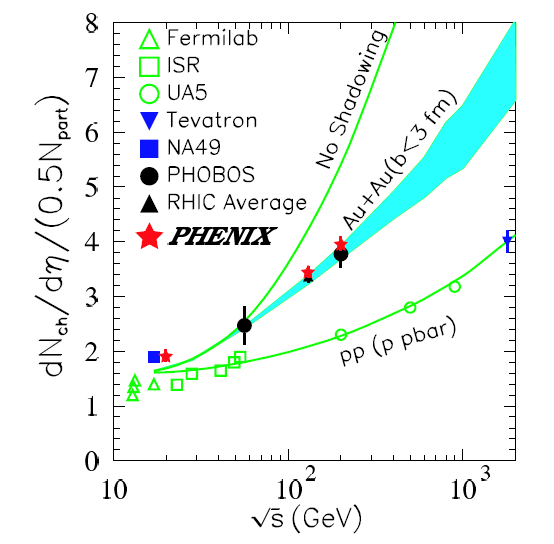 8
7
6
5
4
3
2
1
0
dN_ch/dη/(0.5N_part)
Fermilab
ISR
UA5
Tevatron
NA49
PHOBOS
RHIC Average
PHENIX
No Shadowing
Au+Au(b<3 fm)
pp (p pbar)
10
10^2
10^3
√s (GeV)